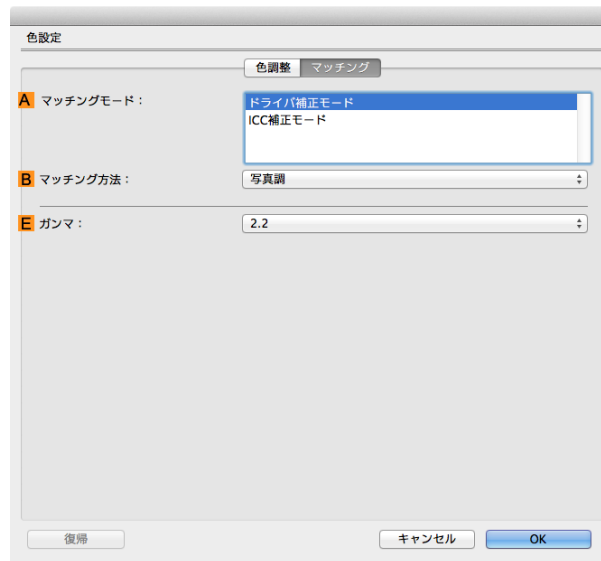 色設定
色調整 マッチング
A マッチングモード：
ドライバ補正モード
ICC補正モード
B マッチング方法： 写真調
E ガンマ： 2.2
復帰 キャンセル OK